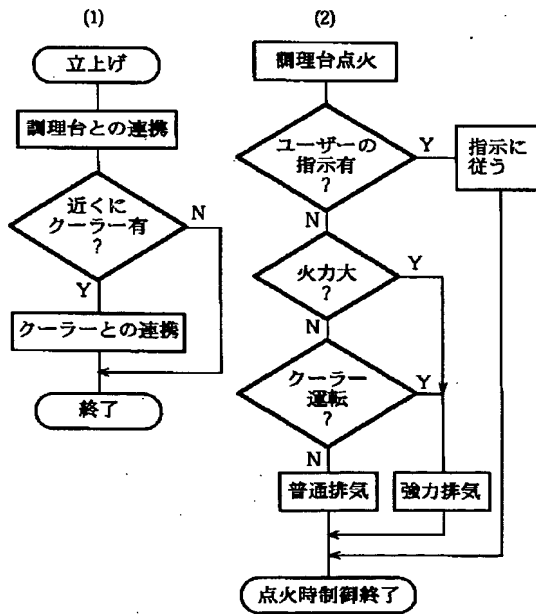 (1)
立上げ
調理台との連携
近くに
クーラー有
?
N
Y
クーラーとの連携
終了
(2)
調理台点火
ユーザーの
指示有
?
Y
指示に
従う
N
火力大
?
Y
N
クーラー
運転
?
Y
N
普通排気
強力排気
点火時制御終了